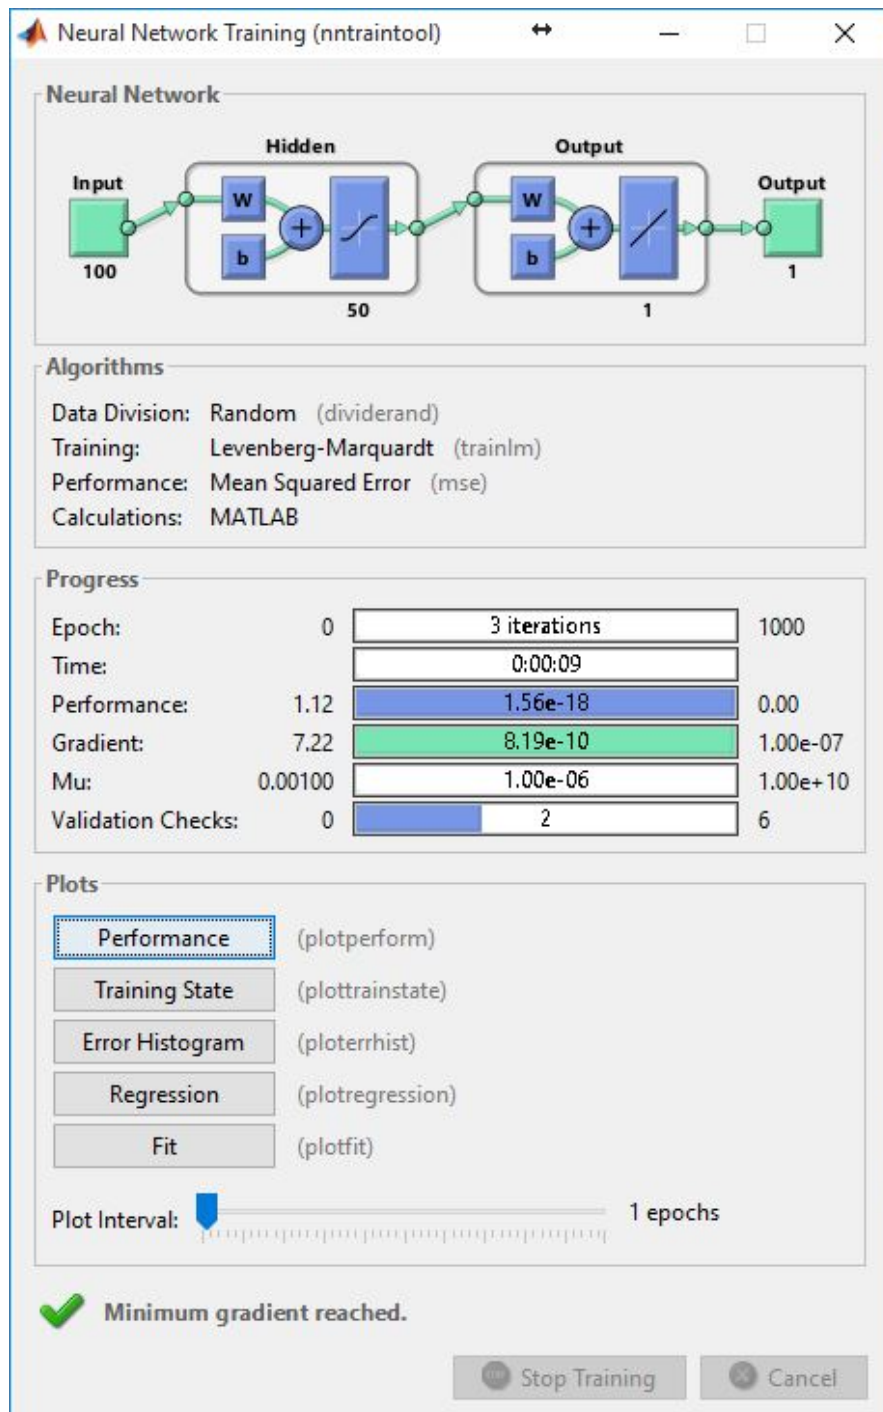 Neural Network Training (nntraintool)
Neural Network
Hidden
Output
Input
Output
W
W
b
b
100
1
50
1
Algorithms
Data Division: Random (dividerand)
Training: Levenberg-Marquardt (trainlm)
Performance: Mean Squared Error (mse)
Calculations: MATLAB
Progress
Epoch: 0 3 iterations 1000
Time: 0:00:09
Performance: 1.12 1.56e-18 0.00
Gradient: 7.22 8.19e-10 1.00e-07
Mu: 0.00100 1.00e-06 1.00e+10
Validation Checks: 0 2 6
Plots
Performance (plotperform)
Training State (plottrainstate)
Error Histogram (ploterrhist)
Regression (plotregression)
Fit (plotfit)
Plot Interval: 1 epochs
Minimum gradient reached.
Stop Training Cancel